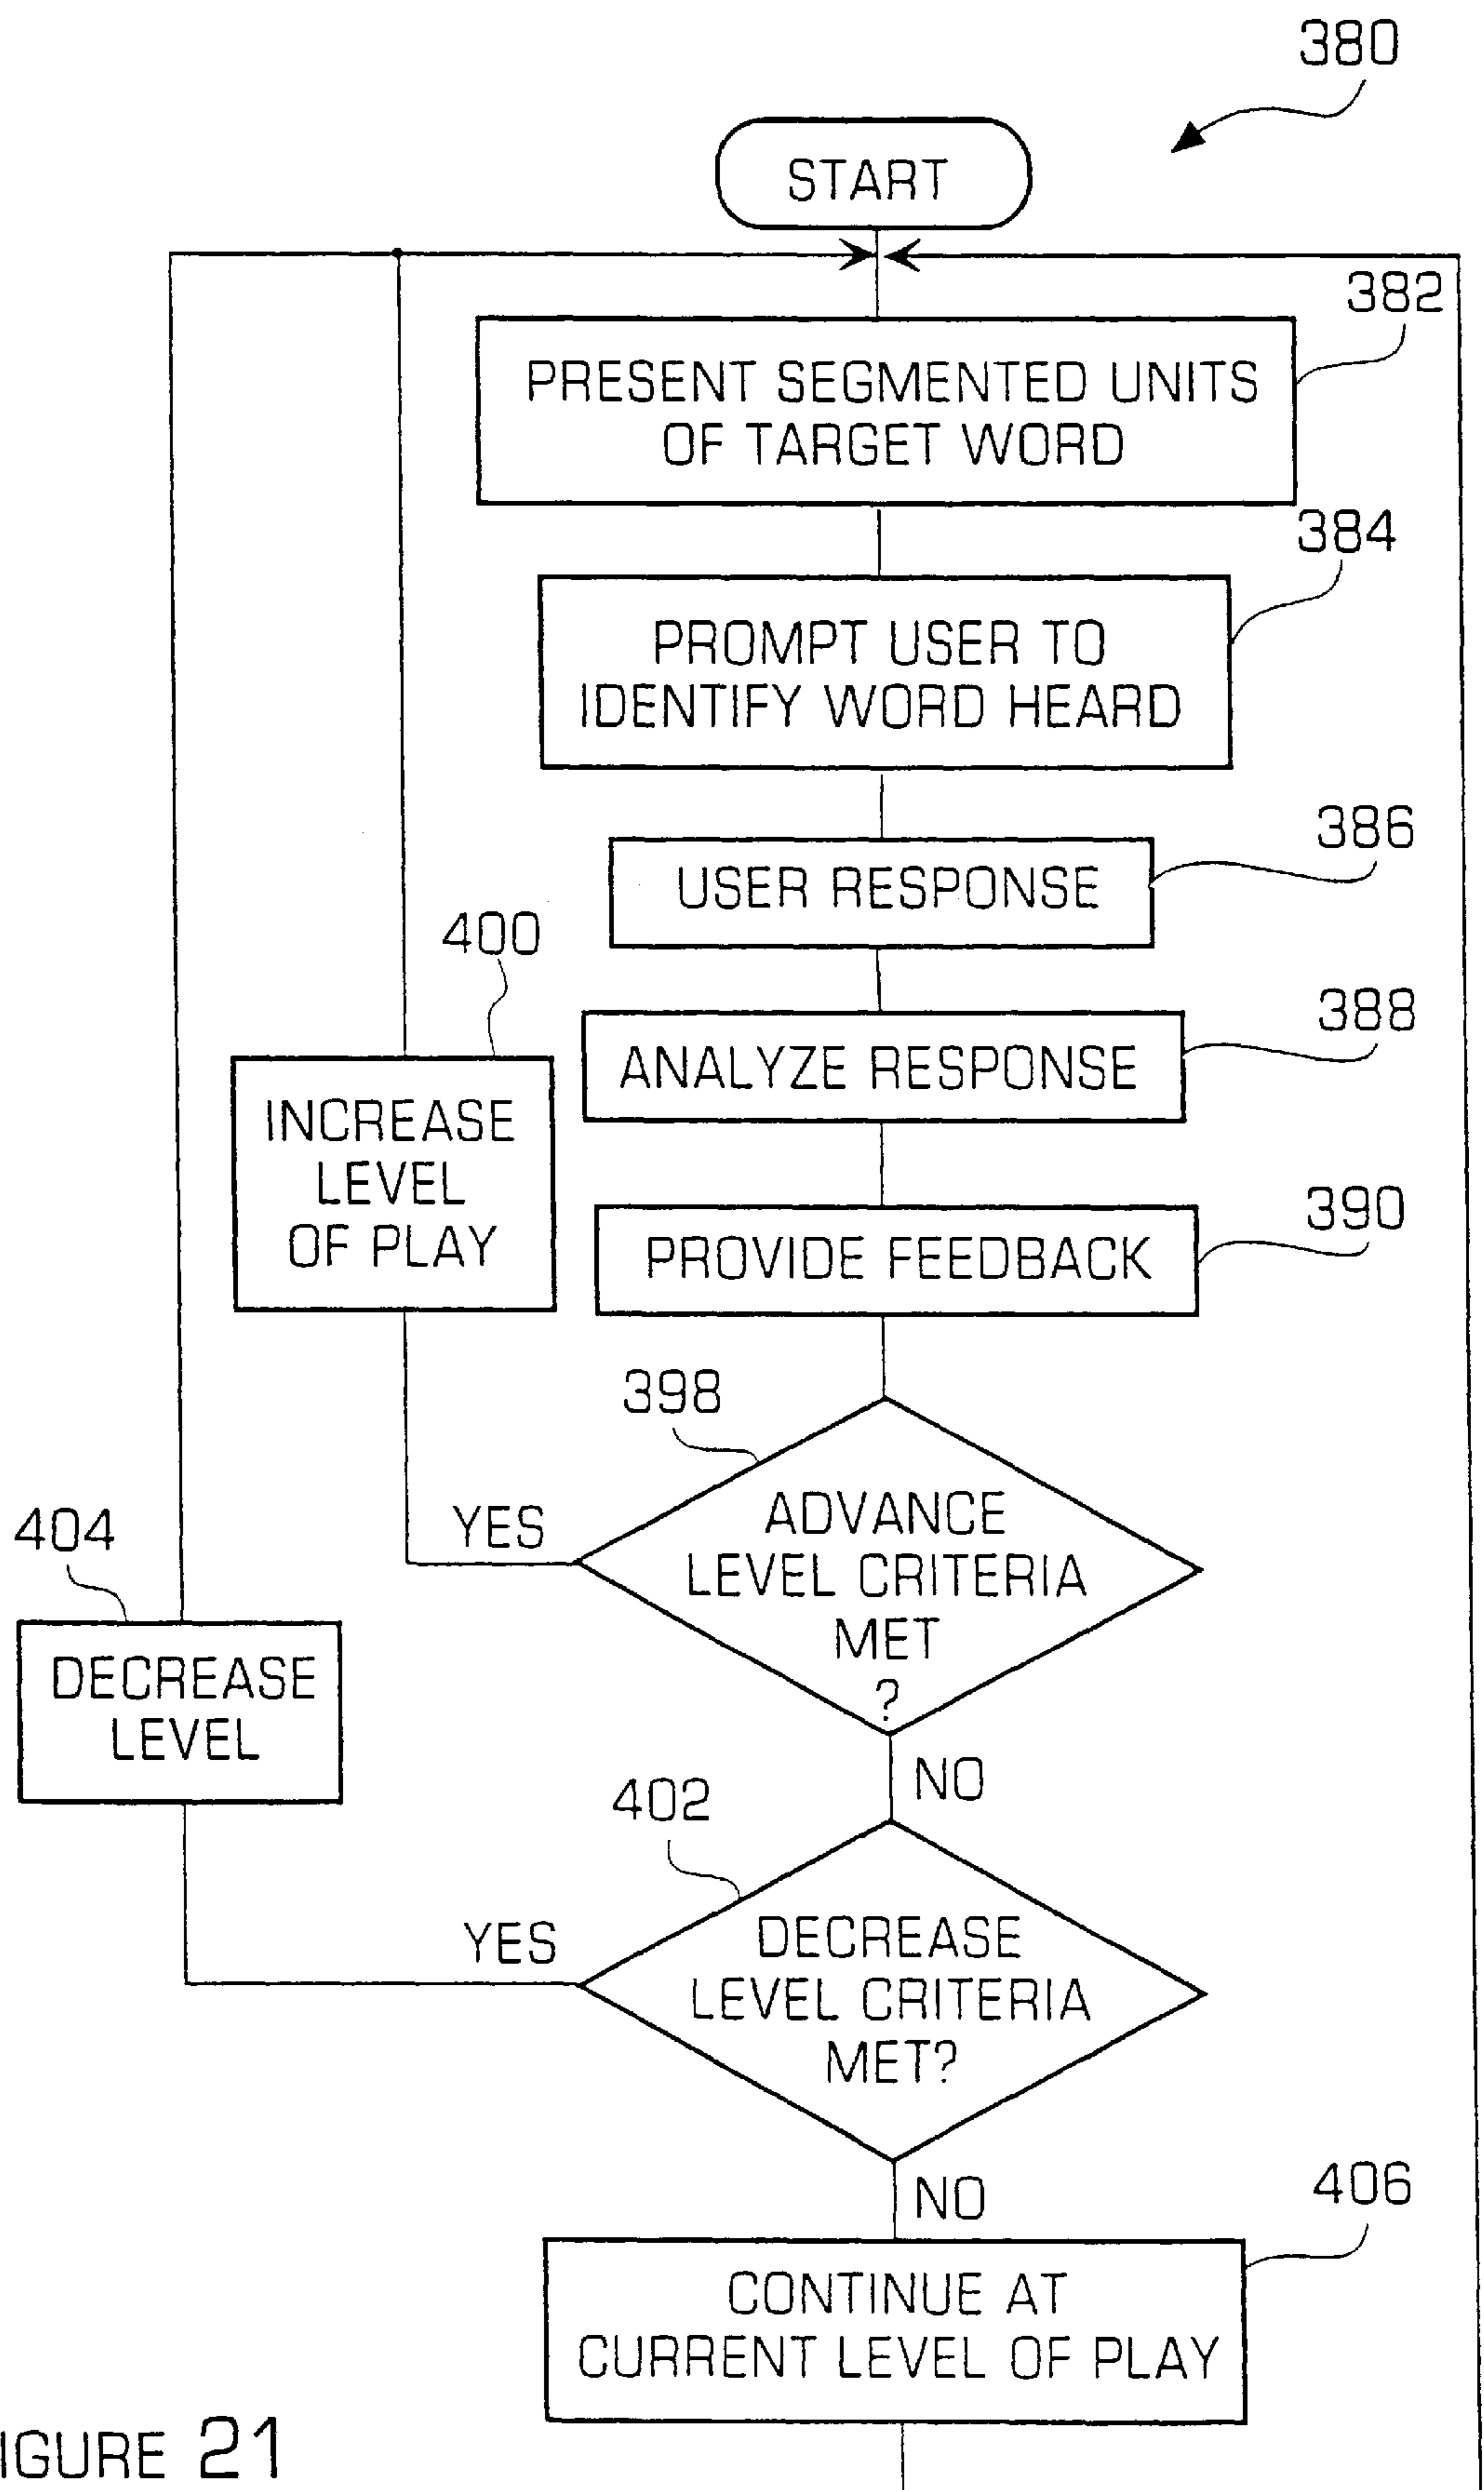 380
START
382
PRESENT SEGMENTED UNITS
OF TARGET WORD
384
PROMPT USER TO
IDENTIFY WORD HEARD
386
USER RESPONSE
400
388
ANALYZE RESPONSE
INCREASE
LEVEL
OF PLAY
390
PROVIDE FEEDBACK
398
YES
ADVANCE
LEVEL CRITERIA
MET
?
404
DECREASE
LEVEL
NO
402
YES
DECREASE
LEVEL CRITERIA
MET?
NO
406
CONTINUE AT
CURRENT LEVEL OF PLAY
IGURE 21